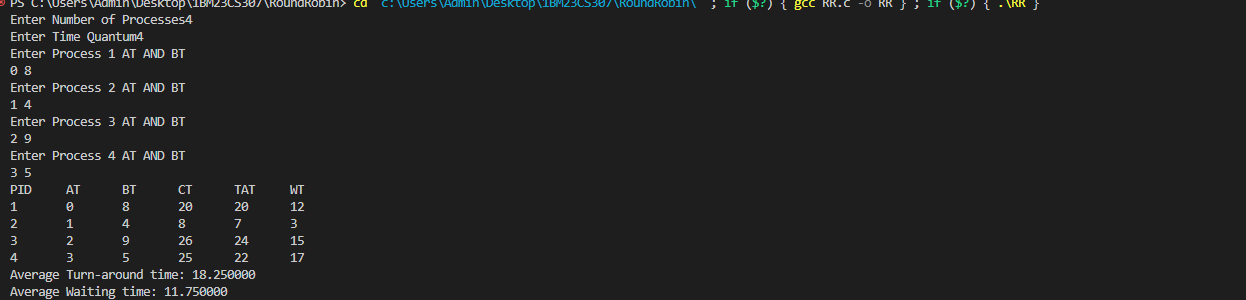 PS C:\Users\Admin\Desktop\1BM23CS307\RoundRobin> cd "c:\Users\Admin\Desktop\1BM23CS307\RoundRobin\" ; if ($?) { gcc RR.c -o RR } ; if ($?) { .\RR }
Enter Number of Processes4
Enter Time Quantum4
Enter Process 1 AT AND BT
0 8
Enter Process 2 AT AND BT
1 4
Enter Process 3 AT AND BT
2 9
Enter Process 4 AT AND BT
3 5
PID AT BT CT TAT WT
1 0 8 20 20 12
2 1 4 8 7 3
3 2 9 26 24 15
4 3 5 25 22 17
Average Turn-around time: 18.250000
Average Waiting time: 11.750000